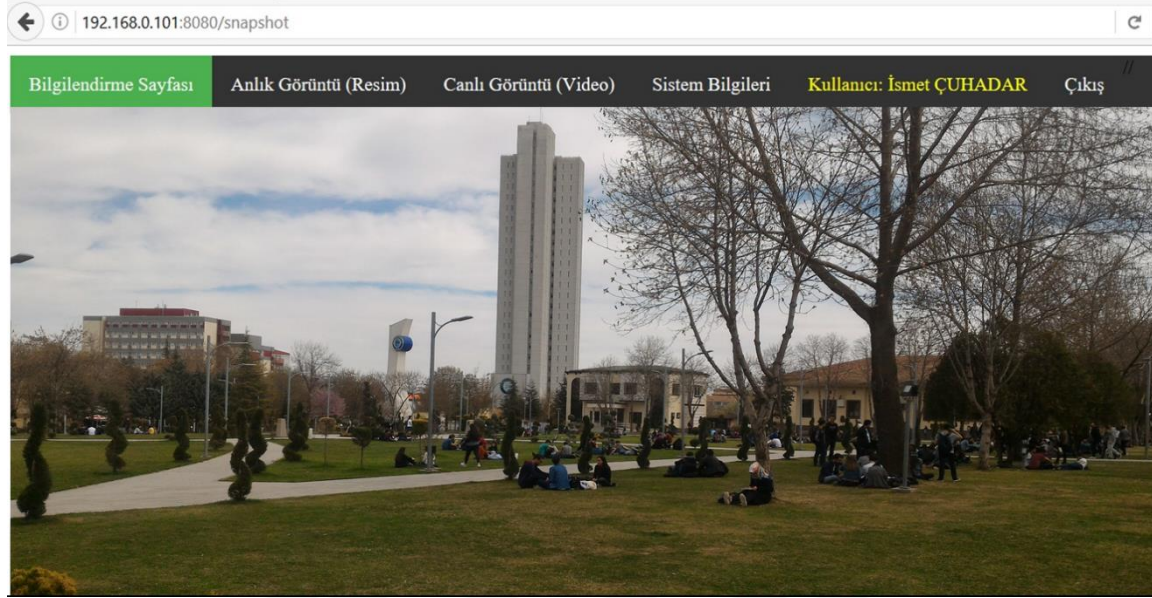 192.168.0.101:8080/snapshot
Bilgilendirme Sayfası Anlık Görüntü (Resim) Canlı Görüntü (Video) Sistem Bilgileri Kullanıcı: İsmet ÇUHADAR Çıkış //